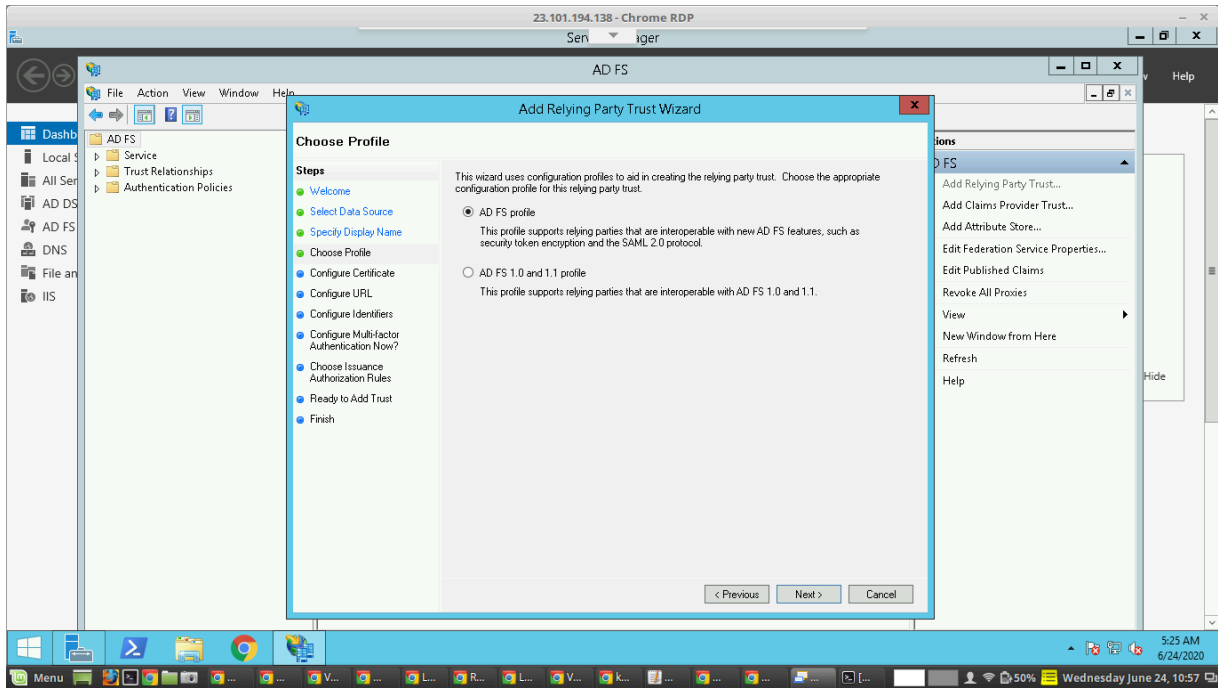 23.101.194.138 - Chrome RDP
AD FS
Help
File Action View Window Help
Add Relying Party Trust Wizard
Choose Profile
Steps
Welcome
Select Data Source
Specify Display Name
Choose Profile
Configure Certificate
Configure URL
Configure Identifiers
Configure Multi-factor
Authentication Now?
Choose Issuance
Authorization Rules
Ready to Add Trust
Finish
This wizard uses configuration profiles to aid in creating the relying party trust. Choose the appropriate
configuration profile for this relying party trust.
AD FS profile
This profile supports relying parties that are interoperable with new AD FS features, such as
security token encryption and the SAML 2.0 protocol.
AD FS 1.0 and 1.1 profile
This profile supports relying parties that are interoperable with AD FS 1.0 and 1.1.
< Previous
Next >
Cancel
AD FS
Service
Trust Relationships
Authentication Policies
Dashb
Local S
All Ser
AD DS
AD FS
DNS
File an
IIS
tions
D FS
Add Relying Party Trust...
Add Claims Provider Trust...
Add Attribute Store...
Edit Federation Service Properties...
Edit Published Claims
Revoke All Proxies
View
New Window from Here
Refresh
Help
Hide
5:25 AM
6/24/2020
Menu
G ...
V...
L...
R...
L...
V...
k...
[...
50%
Wednesday June 24, 10:57